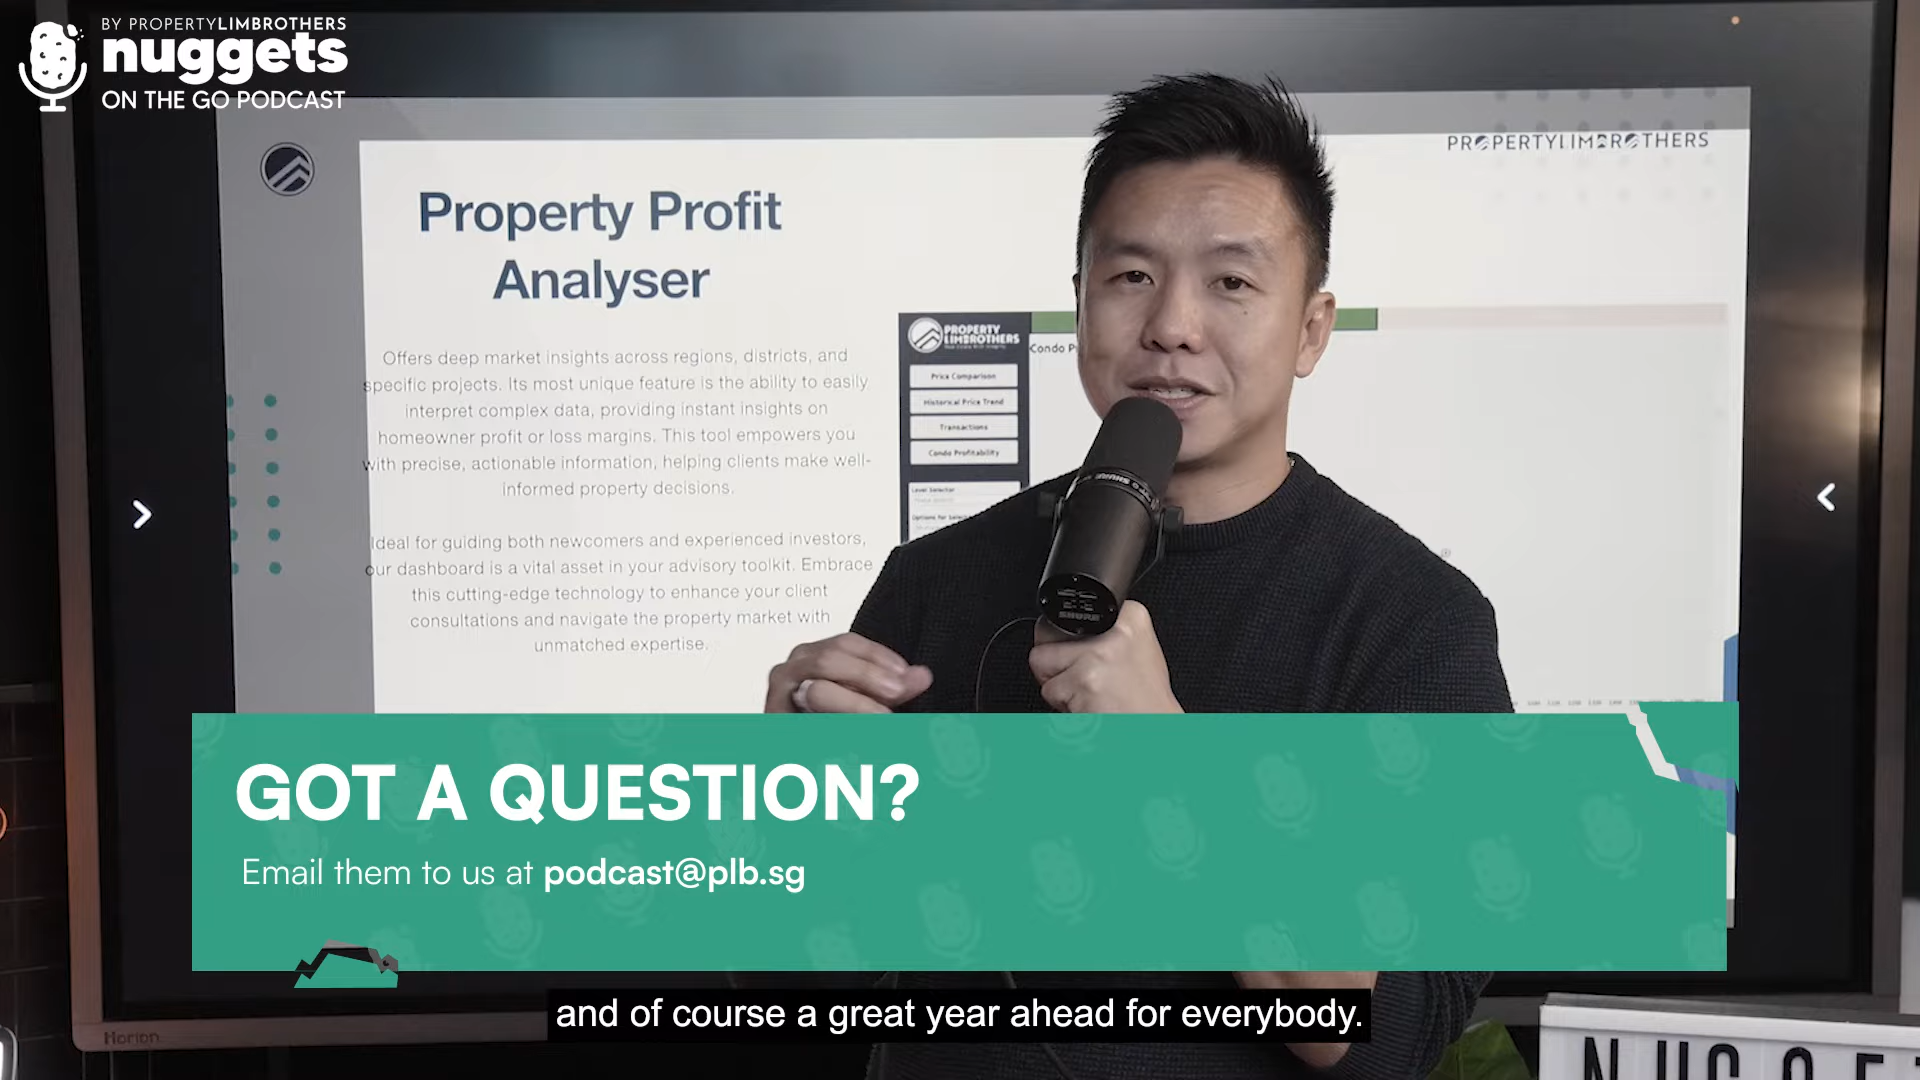 BY PROPERTYLIMBROTHERS
nuggets
ON THE GO PODCAST
PROPERTYLIMBROTHERS
Property Profit
Analyser
Offers deep market insights across regions, districts, and
specific projects. Its most unique feature is the ability to easily
interpret complex data, providing instant insights on
homeowner profit or loss margins. This tool empowers you
with precise, actionable information, helping clients make well-
informed property decisions.
Ideal for guiding both newcomers and experienced investors,
our dashboard is a vital asset in your advisory toolkit. Embrace
this cutting-edge technology to enhance your client
consultations and navigate the property market with
unmatched expertise.
PROPERTY
LIMBROTHERS
Condo P
Price Comparison
Historical Price Trend
Transactions
Condo Profitability
Level Selector
SHURE
GOT A QUESTION?
Email them to us at podcast@plb.sg
and of course a great year ahead for everybody.
Horion
NUGGET